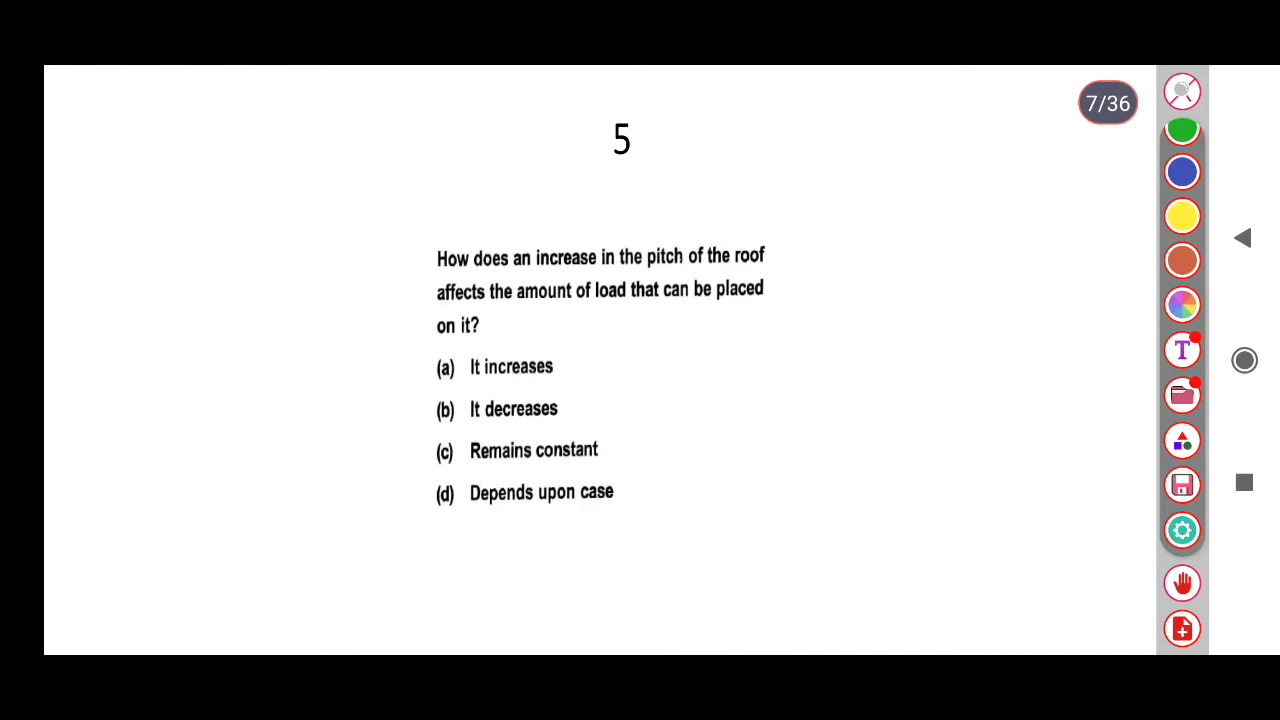 7/36
5
How does an increase in the pitch of the roof
affects the amount of load that can be placed
on it?
(a) It increases
(b) It decreases
(c) Remains constant
(d) Depends upon case
T